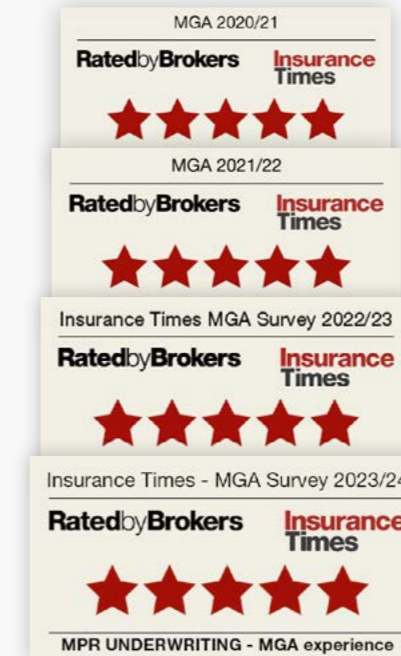 MGA 2020/21
RatedbyBrokers Insurance
Times
MGA 2021/22
RatedbyBrokers Insurance
Times
Insurance Times MGA Survey 2022/23
RatedbyBrokers Insurance
Times
Insurance Times - MGA Survey 2023/24
RatedbyBrokers Insurance
Times
MPR UNDERWRITING - MGA experience